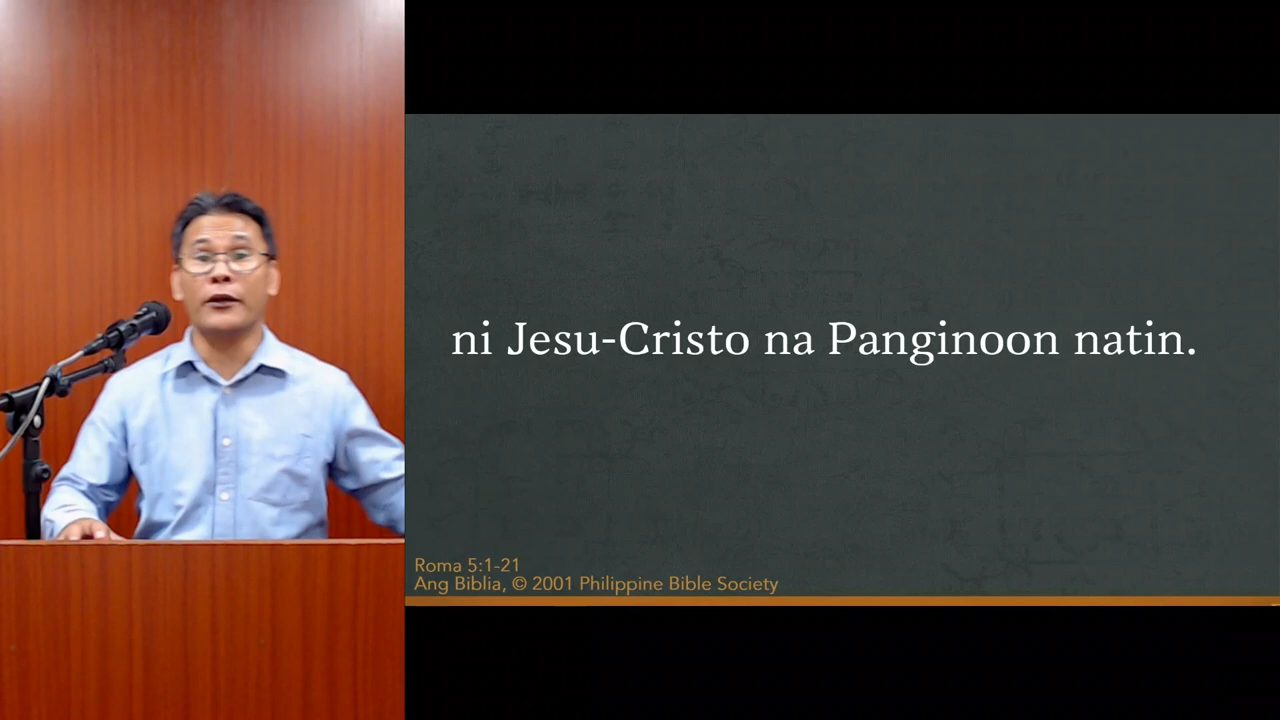 ni Jesu-Cristo na Panginoon natin.
Roma 5:1-21
Ang Biblia, © 2001 Philippine Bible Society